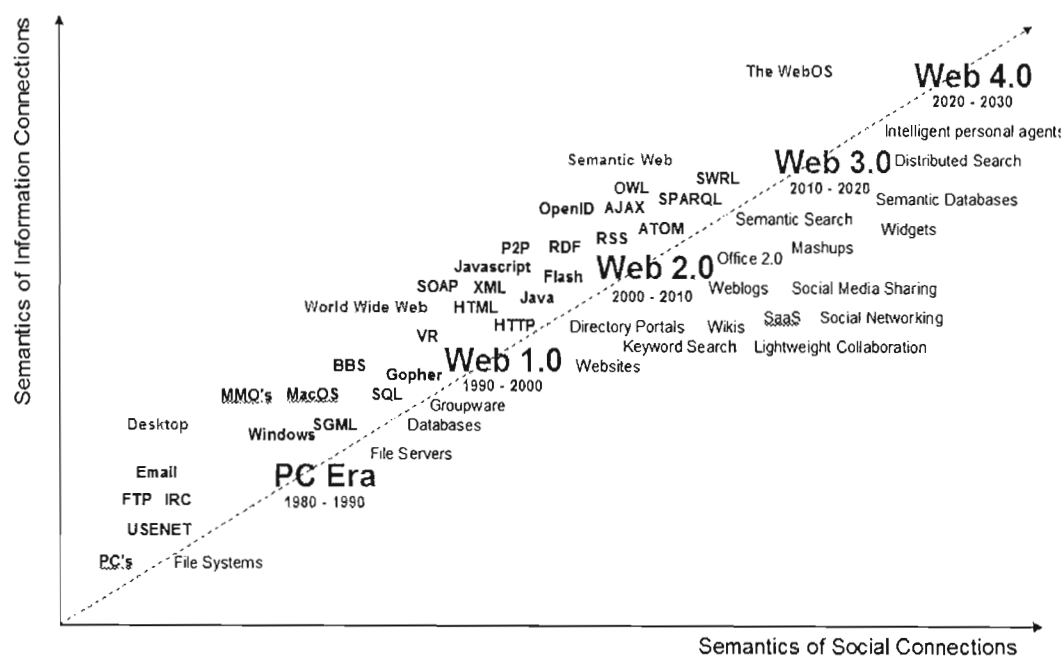 Semantics of Information Connections
The WebOS
Web 4.0
2020 - 2030
Intelligent personal agents
Semantic Web
Web 3.0
Distributed Search
2010 - 2020
SWRL
OWL
SPARQL
Semantic Databases
OpenID
AJAX
Semantic Search
Widgets
ATOM
RSS
P2P
RDF
Mashups
Office 2.0
Javascript
Flash
Web 2.0
2000 - 2010
SOAP
XML
Weblogs
Social Media Sharing
Java
World Wide Web
HTML
HTTP
Directory Portals
Wikis
SaaS
Social Networking
VR
Keyword Search
Lightweight Collaboration
Web 1.0
1990 - 2000
Websites
BBS
Gopher
MMO's
MacOS
SQL
Groupware
Desktop
Windows
SGML
Databases
File Servers
Email
PC Era
1980 - 1990
FTP
IRC
USENET
PC's
File Systems
Semantics of Social Connections